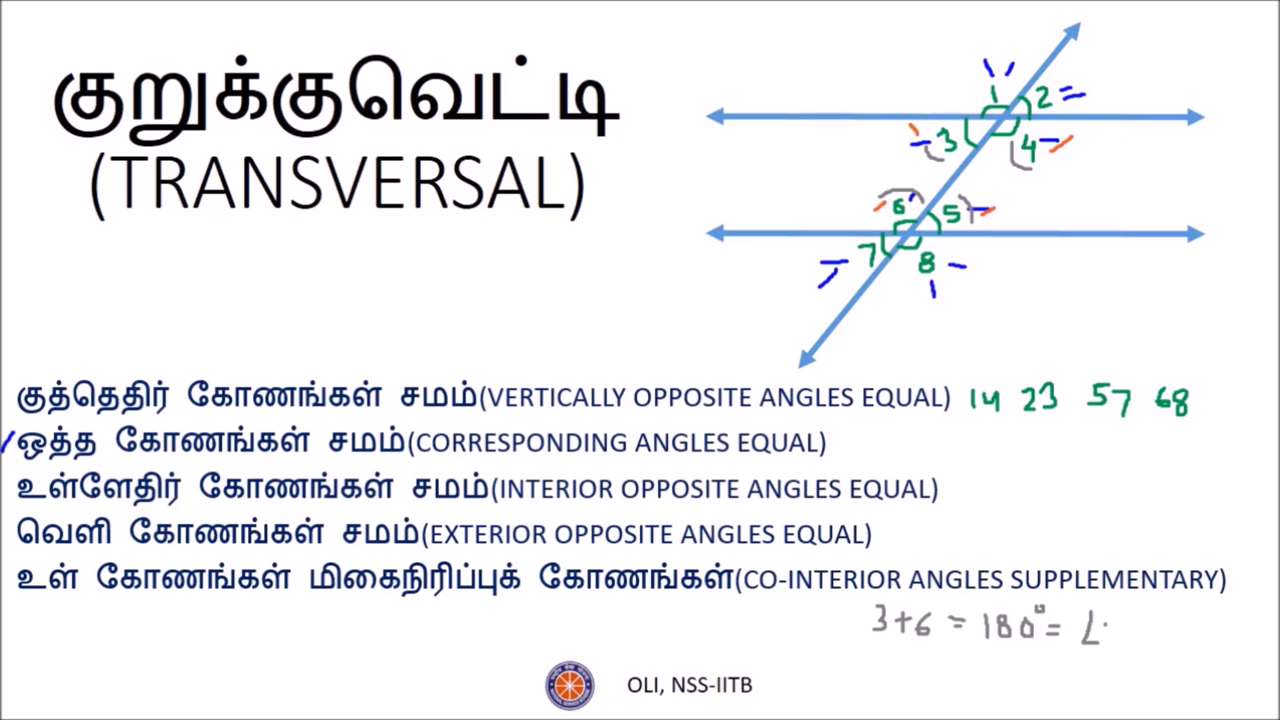 குறுக்குவெட்டி
(TRANSVERSAL)
1
2
3
4
6
5
7
8
குத்தெதிர் கோணங்கள் சமம்(VERTICALLY OPPOSITE ANGLES EQUAL) 14 23 57 68
ஒத்த கோணங்கள் சமம்(CORRESPONDING ANGLES EQUAL)
உள்ளேதிர் கோணங்கள் சமம்(INTERIOR OPPOSITE ANGLES EQUAL)
வெளி கோணங்கள் சமம்(EXTERIOR OPPOSITE ANGLES EQUAL)
உள் கோணங்கள் மிகைநிரிப்புக் கோணங்கள்(CO-INTERIOR ANGLES SUPPLEMENTARY)
3+6 = 180° =
OLI, NSS-IITB